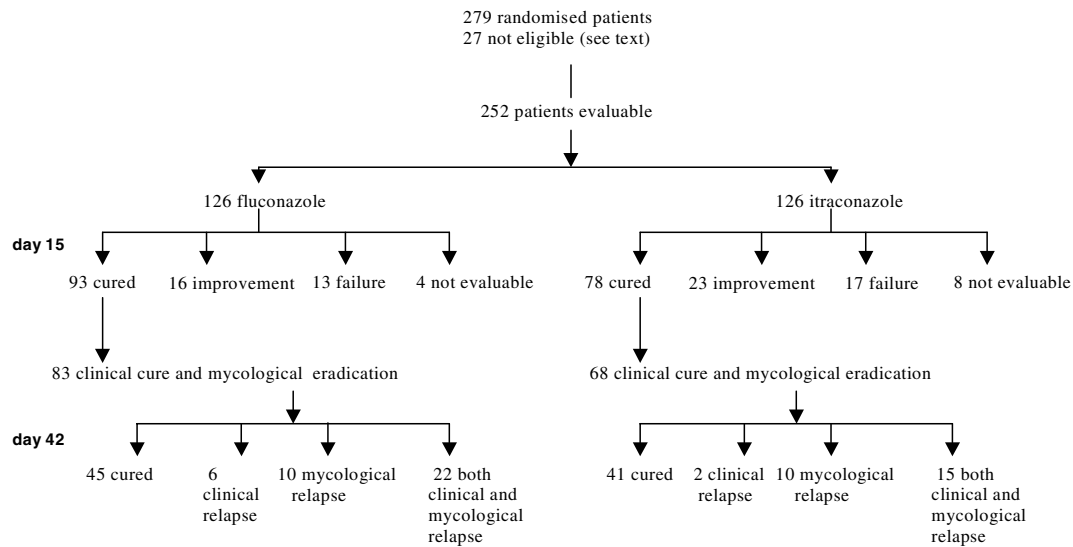 279 randomised patients
27 not eligible (see text)
252 patients evaluable
126 fluconazole
126 itraconazole
day 15
93 cured
16 improvement
13 failure
4 not evaluable
78 cured
23 improvement
17 failure
8 not evaluable
83 clinical cure and mycological eradication
68 clinical cure and mycological eradication
day 42
45 cured
6
clinical
relapse
10 mycological
relapse
22 both
clinical and
mycological
relapse
41 cured
2 clinical
relapse
10 mycological
relapse
15 both
clinical and
mycological
relapse